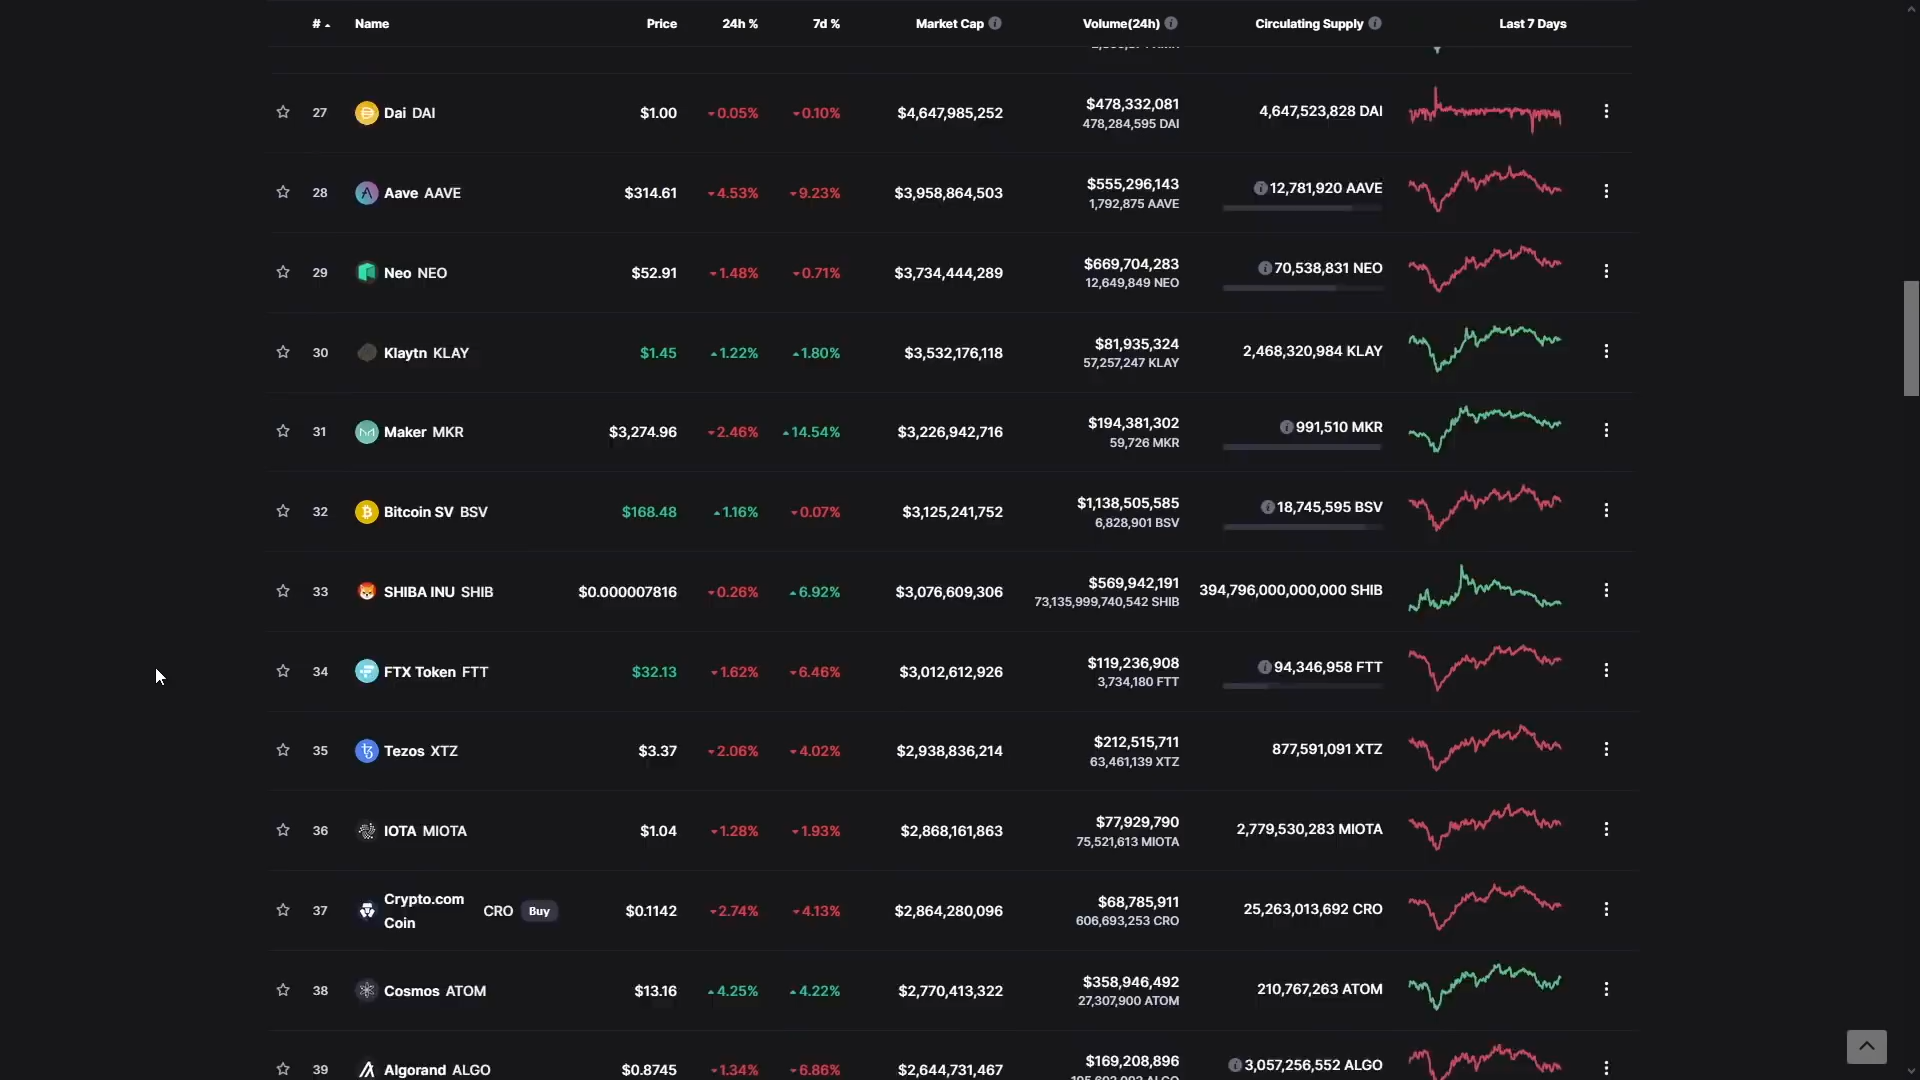 # Name Price 24h % 7d % Market Cap Volume(24h) Circulating Supply Last 7 Days
27 Dai DAI $1.00 0.05% 0.10% $4,647,985,252 $478,332,081 4,647,523,828 DAI
478,284,595 DAI
28 Aave AAVE $314.61 4.53% 9.23% $3,958,864,503 $555,296,143 12,781,920 AAVE
1,792,875 AAVE
29 Neo NEO $52.91 1.48% 0.71% $3,734,444,289 $669,704,283 70,538,831 NEO
12,649,849 NEO
30 Klaytn KLAY $1.45 1.22% 1.80% $3,532,176,118 $81,935,324 2,468,320,984 KLAY
57,257,247 KLAY
31 Maker MKR $3,274.96 2.46% 14.54% $3,226,942,716 $194,381,302 991,510 MKR
59,726 MKR
32 Bitcoin SV BSV $168.48 1.16% 0.07% $3,125,241,752 $1,138,505,585 18,745,595 BSV
6,828,901 BSV
33 SHIBA INU SHIB $0.000007816 0.26% 6.92% $3,076,609,306 $569,942,191 394,796,000,000,000 SHIB
73,135,999,740,542 SHIB
34 FTX Token FTT $32.13 1.62% 6.46% $3,012,612,926 $119,236,908 94,346,958 FTT
3,734,180 FTT
35 Tezos XTZ $3.37 2.06% 4.02% $2,938,836,214 $212,515,711 877,591,091 XTZ
63,461,139 XTZ
36 IOTA MIOTA $1.04 1.28% 1.93% $2,868,161,863 $77,929,790 2,779,530,283 MIOTA
75,521,613 MIOTA
37 Crypto.com Coin CRO Buy $0.1142 2.74% 4.13% $2,864,280,096 $68,785,911 25,263,013,692 CRO
606,693,253 CRO
38 Cosmos ATOM $13.16 4.25% 4.22% $2,770,413,322 $358,946,492 210,767,263 ATOM
27,307,900 ATOM
39 Algorand ALGO $0.8745 1.34% 6.86% $2,644,731,467 $169,208,896 3,057,256,552 ALGO